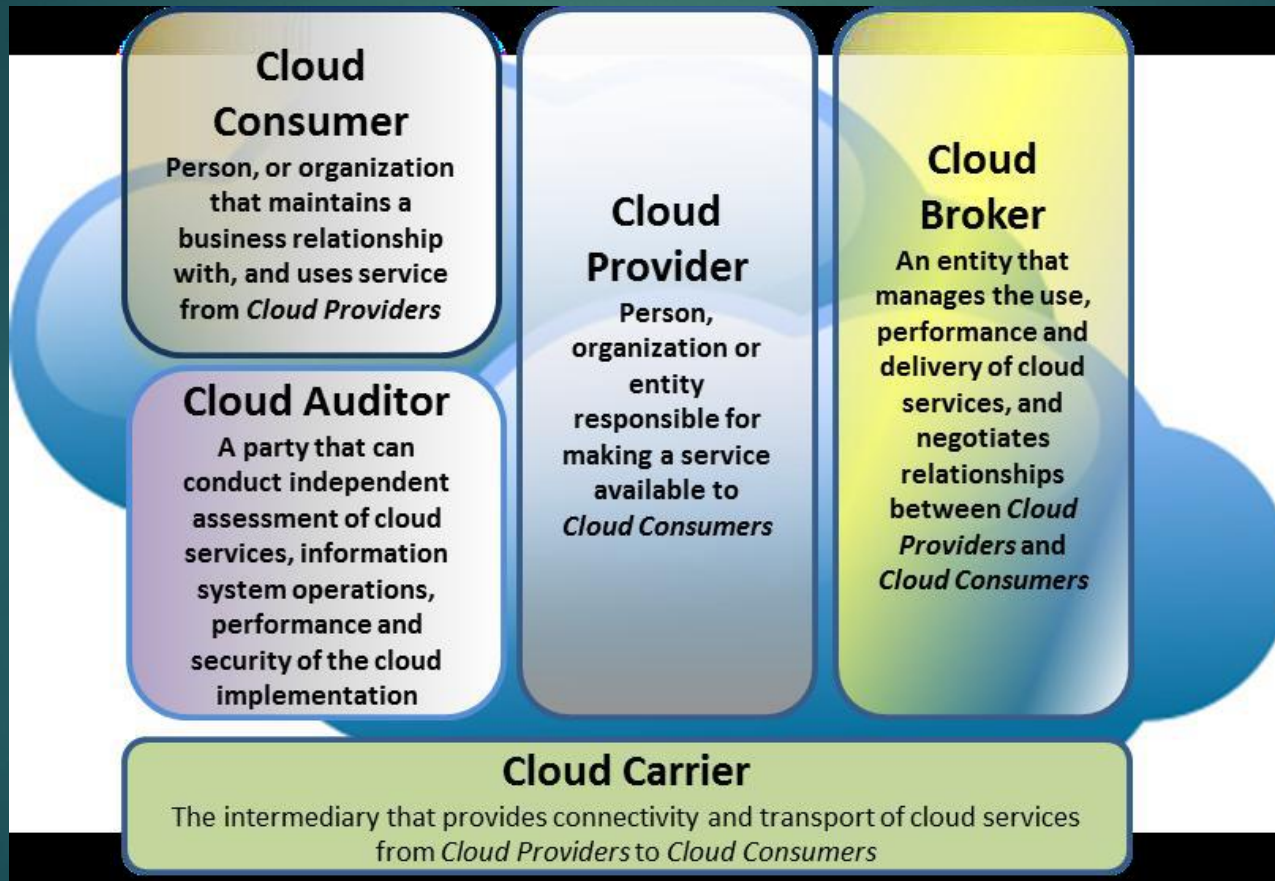 Cloud
Consumer
Person, or organization
that maintains a
business relationship
with, and uses service
from Cloud Providers
Cloud Auditor
A party that can
conduct independent
assessment of cloud
services, information
system operations,
performance and
security of the cloud
implementation
Cloud
Provider
Person,
organization or
entity
responsible for
making a service
available to
Cloud Consumers
Cloud
Broker
An entity that
manages the use,
performance and
delivery of cloud
services, and
negotiates
relationships
between Cloud
Providers and
Cloud Consumers
Cloud Carrier
The intermediary that provides connectivity and transport of cloud services
from Cloud Providers to Cloud Consumers